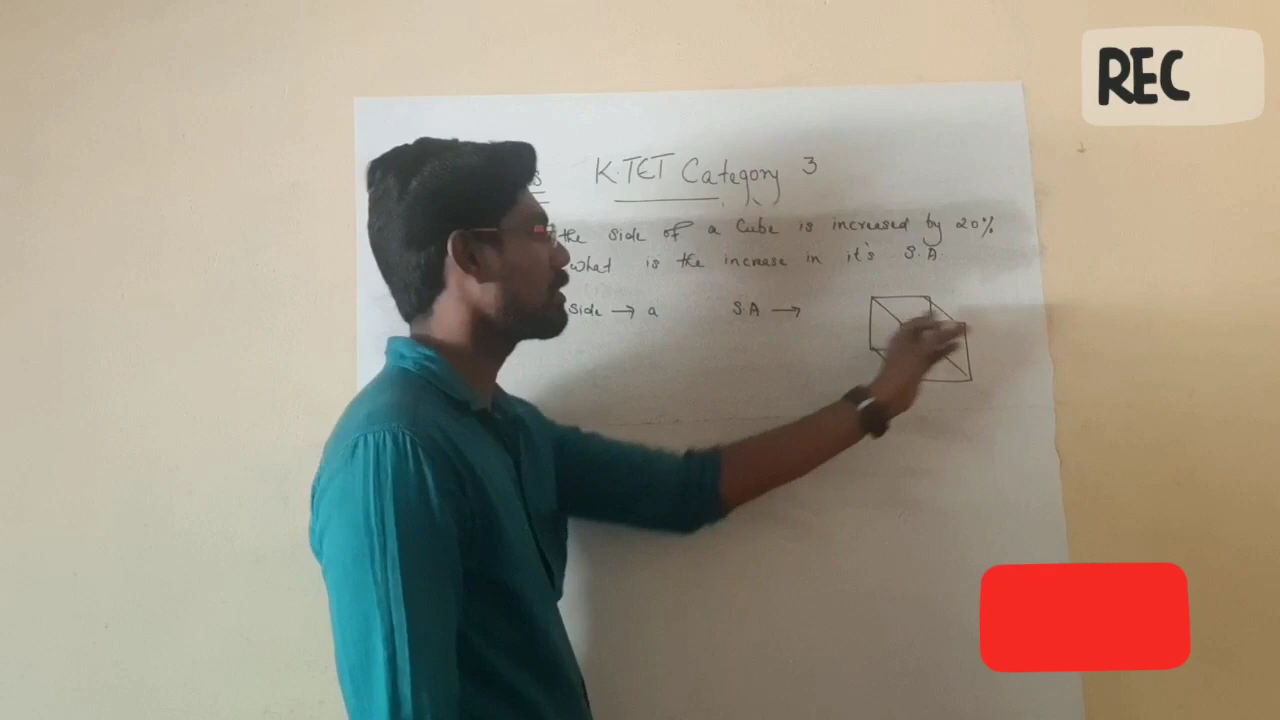 REC
K.TET Category 3
the side of a Cube is increased by 20%
what is the increase in it's S.A.
side → a S.A →